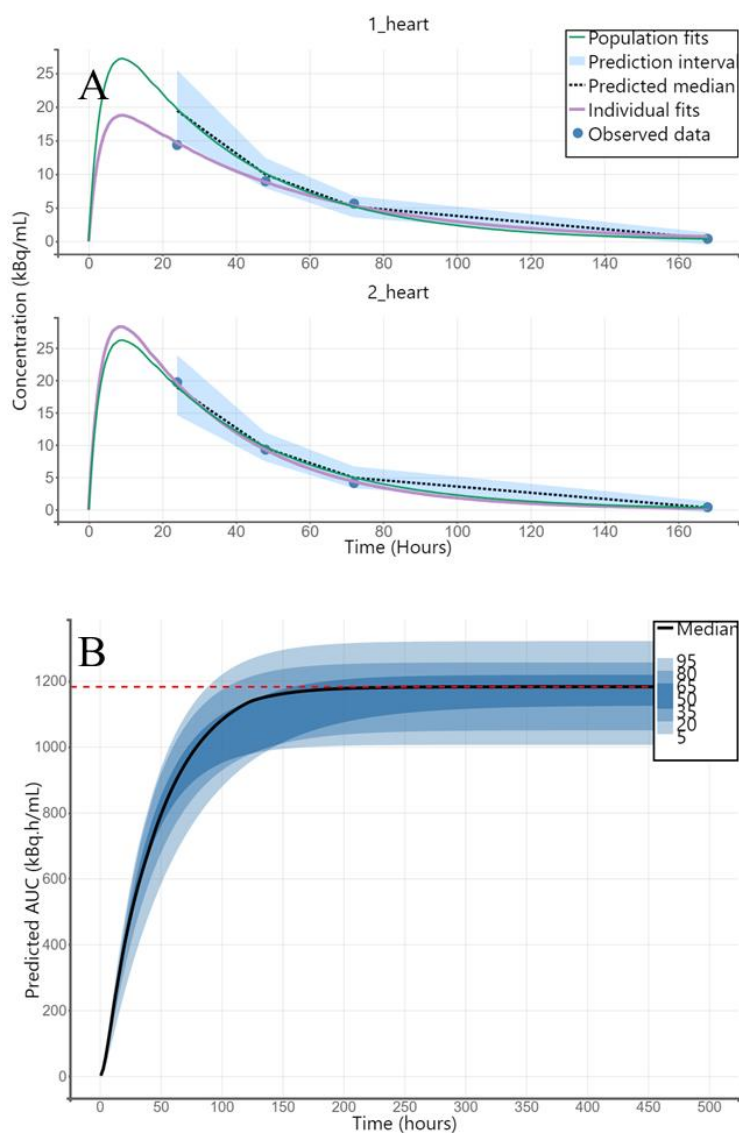 1_heart
A
Population fits
Prediction interval
Predicted median
Individual fits
Observed data
25
20
15
10
5
0
0 20 40 60 80 100 120 140 160
2_heart
25
20
15
10
5
0
0 20 40 60 80 100 120 140 160
Concentration (kBq/mL)
Time (Hours)
B
Median
95
80
65
50
35
20
5
1200
1000
800
600
400
200
0
0 50 100 150 200 250 300 350 400 450 500
Predicted AUC (kBq.h/mL)
Time (hours)